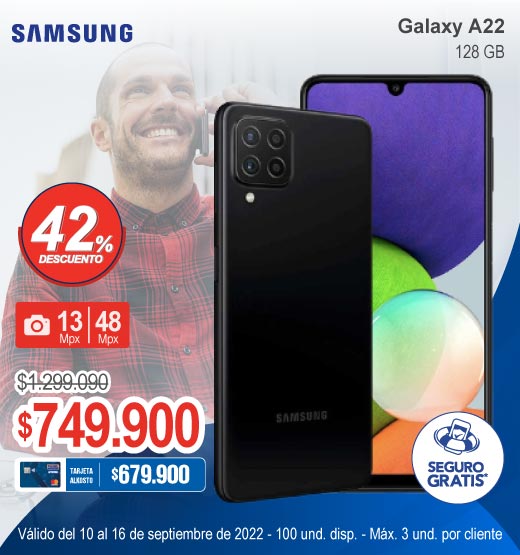 SAMSUNG
Galaxy A22
128 GB
42%
DESCUENTO
13 Mpx | 48 Mpx
$1.299.090
$749.900
TARJETA ALKOSTO $679.900
SAMSUNG
SEGURO
GRATIS*
Válido del 10 al 16 de septiembre de 2022 - 100 und. disp. - Máx. 3 und. por cliente